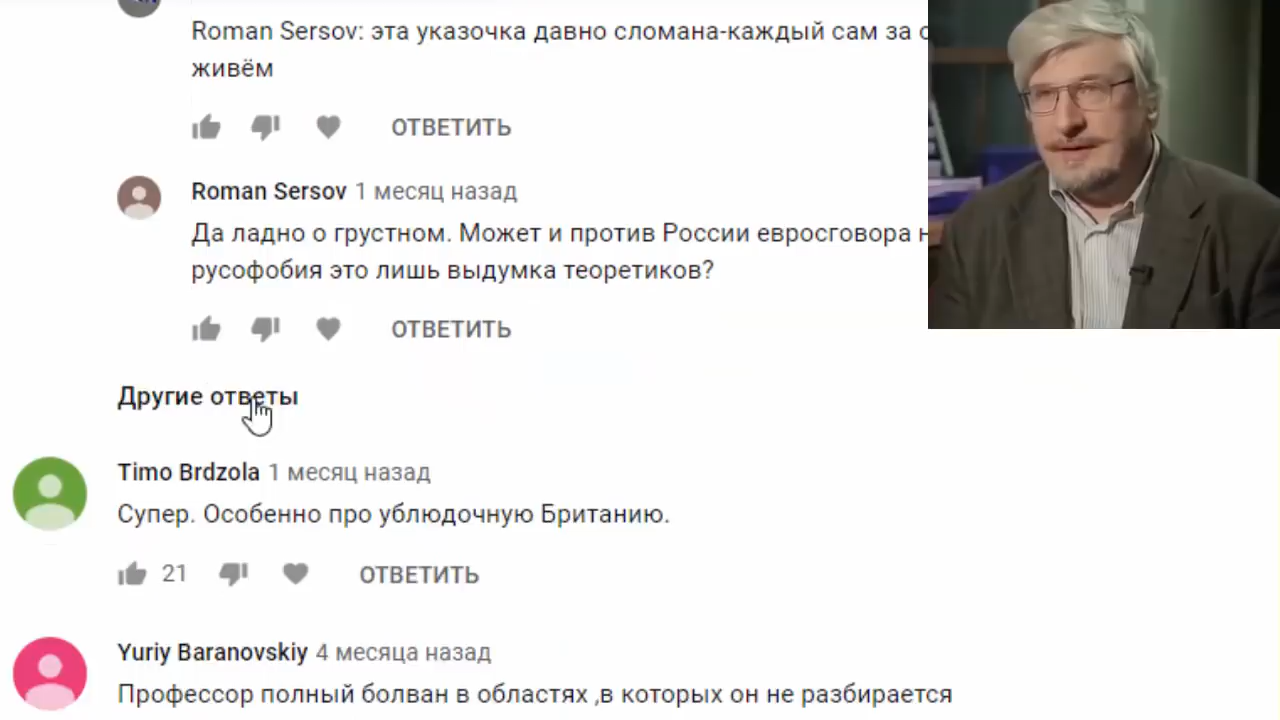 Roman Sersov: эта указочка давно сломана-каждый сам за
живём
ОТВЕТИТЬ
Roman Sersov 1 месяц назад
Да ладно о грустном. Может и против России евросговора
русофобия это лишь выдумка теоретиков?
ОТВЕТИТЬ
Другие ответы
Timo Brdzola 1 месяц назад
Супер. Особенно про ублюдочную Британию.
21 ОТВЕТИТЬ
Yuriy Baranovskiy 4 месяца назад
Профессор полный болван в областях ,в которых он не разбирается